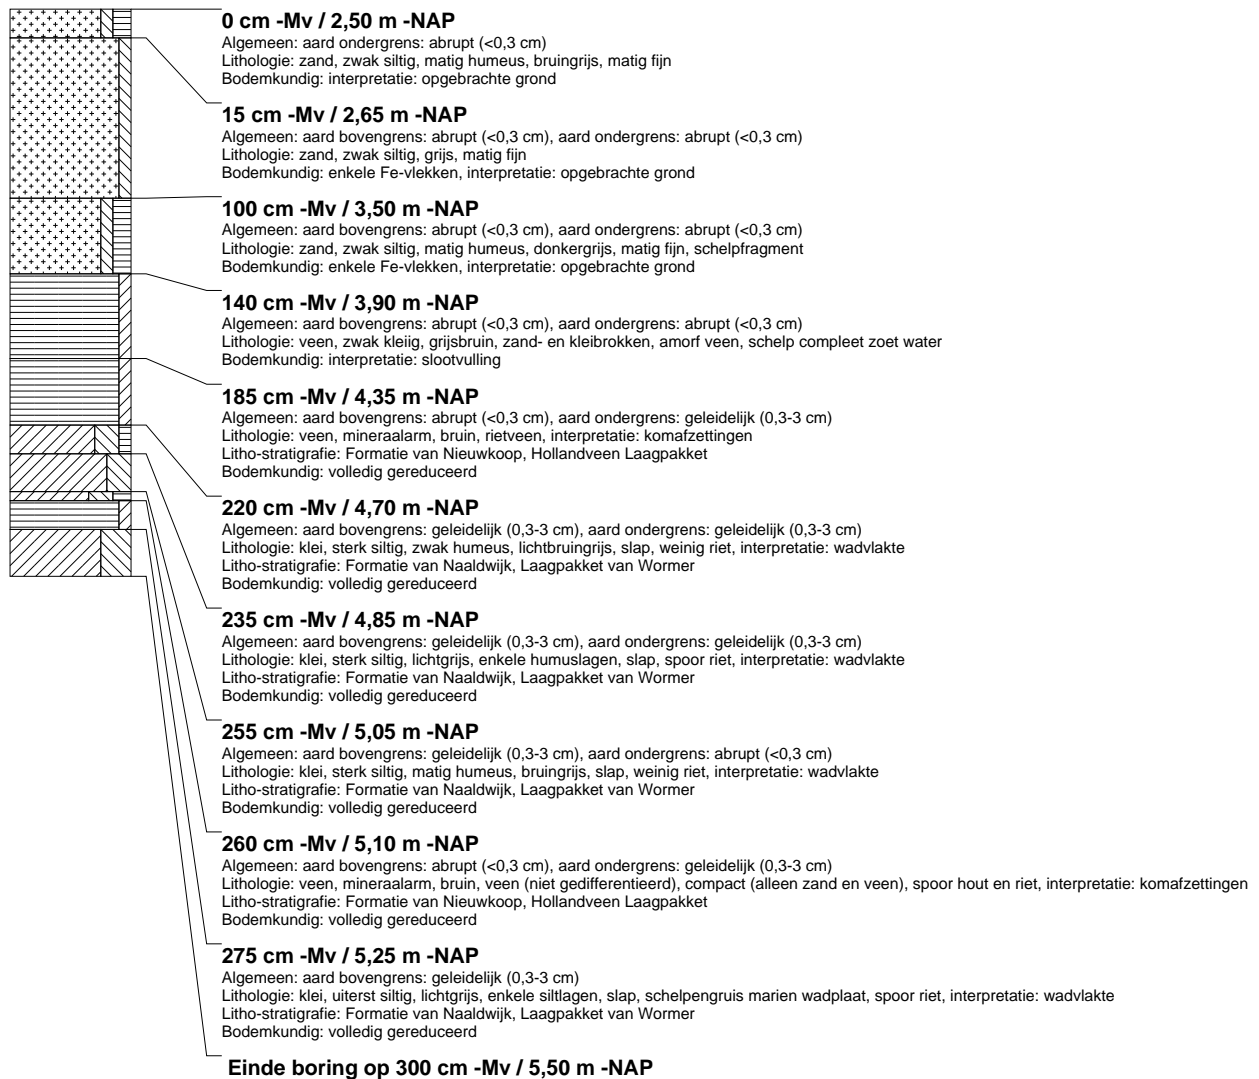 0 cm -Mv / 2,50 m -NAP
Algemeen: aard ondergrens: abrupt (<0,3 cm)
Lithologie: zand, zwak siltig, matig humeus, bruingrijs, matig fijn
Bodemkundig: interpretatie: opgebrachte grond
15 cm -Mv / 2,65 m -NAP
Algemeen: aard bovengrens: abrupt (<0,3 cm), aard ondergrens: abrupt (<0,3 cm)
Lithologie: zand, zwak siltig, grijs, matig fijn
Bodemkundig: enkele Fe-vlekken, interpretatie: opgebrachte grond
100 cm -Mv / 3,50 m -NAP
Algemeen: aard bovengrens: abrupt (<0,3 cm), aard ondergrens: abrupt (<0,3 cm)
Lithologie: zand, zwak siltig, matig humeus, donkergrijs, matig fijn, schelpfragment
Bodemkundig: enkele Fe-vlekken, interpretatie: opgebrachte grond
140 cm -Mv / 3,90 m -NAP
Algemeen: aard bovengrens: abrupt (<0,3 cm), aard ondergrens: abrupt (<0,3 cm)
Lithologie: veen, zwak kleiig, grijsbruin, zand- en kleibrokken, amorf veen, schelp compleet zoet water
Bodemkundig: interpretatie: slootvulling
185 cm -Mv / 4,35 m -NAP
Algemeen: aard bovengrens: abrupt (<0,3 cm), aard ondergrens: geleidelijk (0,3-3 cm)
Lithologie: veen, mineraalarm, bruin, rietveen, interpretatie: komafzettingen
Litho-stratigrafie: Formatie van Nieuwkoop, Hollandveen Laagpakket
Bodemkundig: volledig gereduceerd
220 cm -Mv / 4,70 m -NAP
Algemeen: aard bovengrens: geleidelijk (0,3-3 cm), aard ondergrens: geleidelijk (0,3-3 cm)
Lithologie: klei, sterk siltig, zwak humeus, lichtbruingrijs, slap, weinig riet, interpretatie: wadvlakte
Litho-stratigrafie: Formatie van Naaldwijk, Laagpakket van Wormer
Bodemkundig: volledig gereduceerd
235 cm -Mv / 4,85 m -NAP
Algemeen: aard bovengrens: geleidelijk (0,3-3 cm), aard ondergrens: geleidelijk (0,3-3 cm)
Lithologie: klei, sterk siltig, lichtgrijs, enkele humuslagen, slap, spoor riet, interpretatie: wadvlakte
Litho-stratigrafie: Formatie van Naaldwijk, Laagpakket van Wormer
Bodemkundig: volledig gereduceerd
255 cm -Mv / 5,05 m -NAP
Algemeen: aard bovengrens: geleidelijk (0,3-3 cm), aard ondergrens: abrupt (<0,3 cm)
Lithologie: klei, sterk siltig, matig humeus, bruingrijs, slap, weinig riet, interpretatie: wadvlakte
Litho-stratigrafie: Formatie van Naaldwijk, Laagpakket van Wormer
Bodemkundig: volledig gereduceerd
260 cm -Mv / 5,10 m -NAP
Algemeen: aard bovengrens: abrupt (<0,3 cm), aard ondergrens: geleidelijk (0,3-3 cm)
Lithologie: veen, mineraalarm, bruin, veen (niet gedifferentieerd), compact (alleen zand en veen), spoor hout en riet, interpretatie: komafzettingen
Litho-stratigrafie: Formatie van Nieuwkoop, Hollandveen Laagpakket
Bodemkundig: volledig gereduceerd
275 cm -Mv / 5,25 m -NAP
Algemeen: aard bovengrens: geleidelijk (0,3-3 cm)
Lithologie: klei, uiterst siltig, lichtgrijs, enkele siltlagen, slap, schelpengruis marien wadplaat, spoor riet, interpretatie: wadvlakte
Litho-stratigrafie: Formatie van Naaldwijk, Laagpakket van Wormer
Bodemkundig: volledig gereduceerd
Einde boring op 300 cm -Mv / 5,50 m -NAP